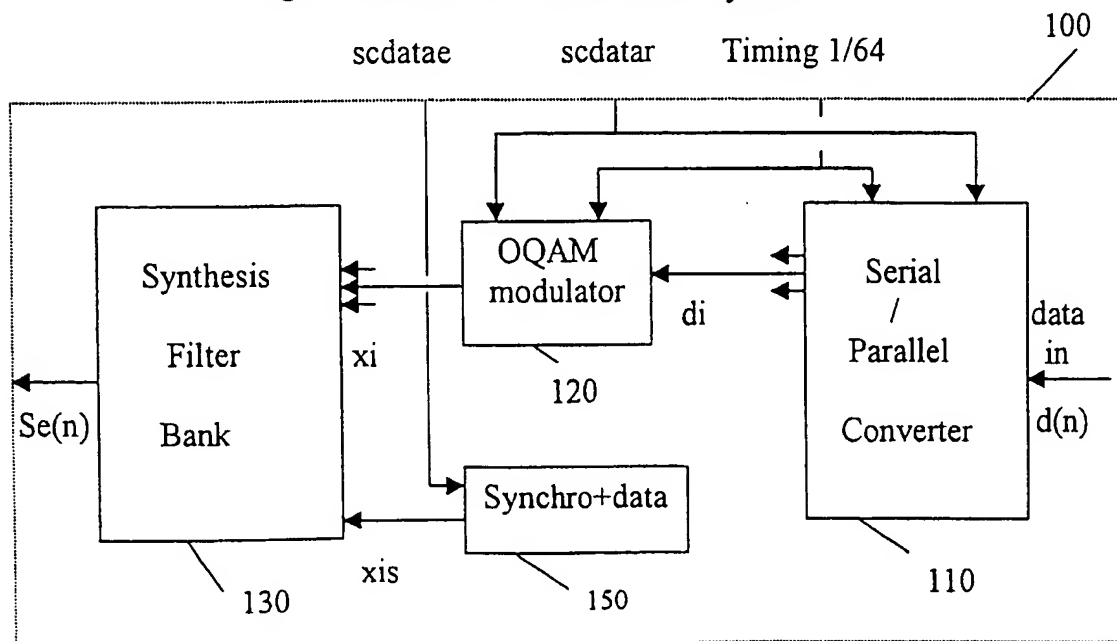 scdatae scdatar Timing 1/64
100
Synthesis
Filter
Bank
OQAM
modulator
Serial
/
Parallel
Converter
di
xi
data
in
d(n)
120
Se(n)
Synchro+data
xis
130
150
110